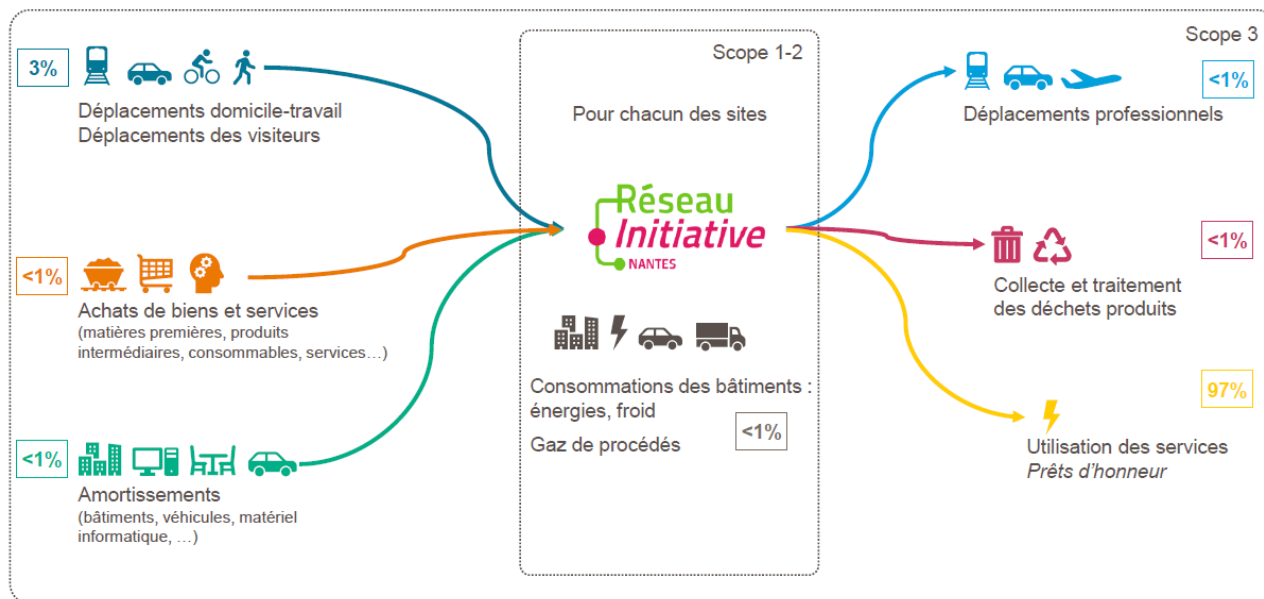 Scope 3
Scope 1-2
3%
Déplacements domicile-travail
Déplacements des visiteurs
<1%
Achats de biens et services
(matières premières, produits
intermédiaires, consommables, services…)
<1%
Amortissements
(bâtiments, véhicules, matériel
informatique, …)
Pour chacun des sites
Réseau
Initiative
NANTES
Consommations des bâtiments :
énergies, froid
Gaz de procédés
<1%
<1%
Déplacements professionnels
<1%
Collecte et traitement
des déchets produits
97%
Utilisation des services
Prêts d’honneur